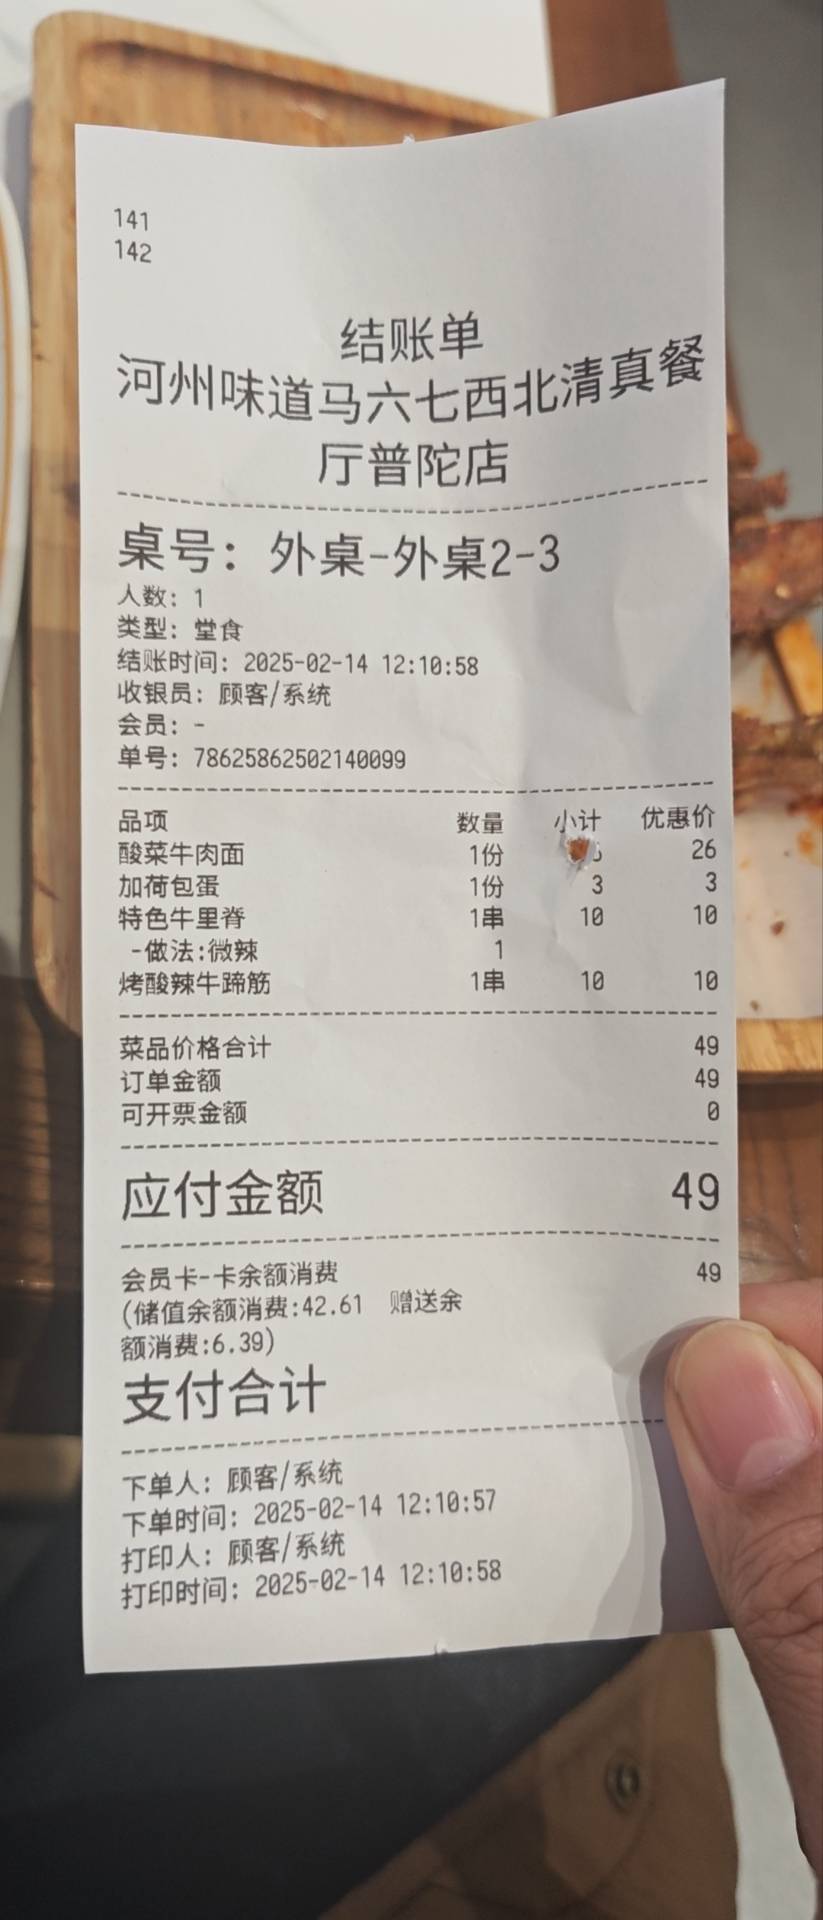 141
142
结账单
河州味道马六七西北清真餐
厅普陀店
桌号：外桌-外桌2-3
人数：1
类型：堂食
结账时间：2025-02-14 12:10:58
收银员：顾客/系统
会员：-
单号：78625862502140099
品项 数量 小计 优惠价
酸菜牛肉面 1份 26
加荷包蛋 1份 3 3
特色牛里脊 1串 10 10
-做法:微辣 1
烤酸辣牛蹄筋 1串 10 10
菜品价格合计 49
订单金额 49
可开票金额 0
应付金额 49
会员卡-卡余额消费 49
(储值余额消费:42.61 赠送余
额消费:6.39)
支付合计
下单人：顾客/系统
下单时间：2025-02-14 12:10:57
打印人：顾客/系统
打印时间：2025-02-14 12:10:58